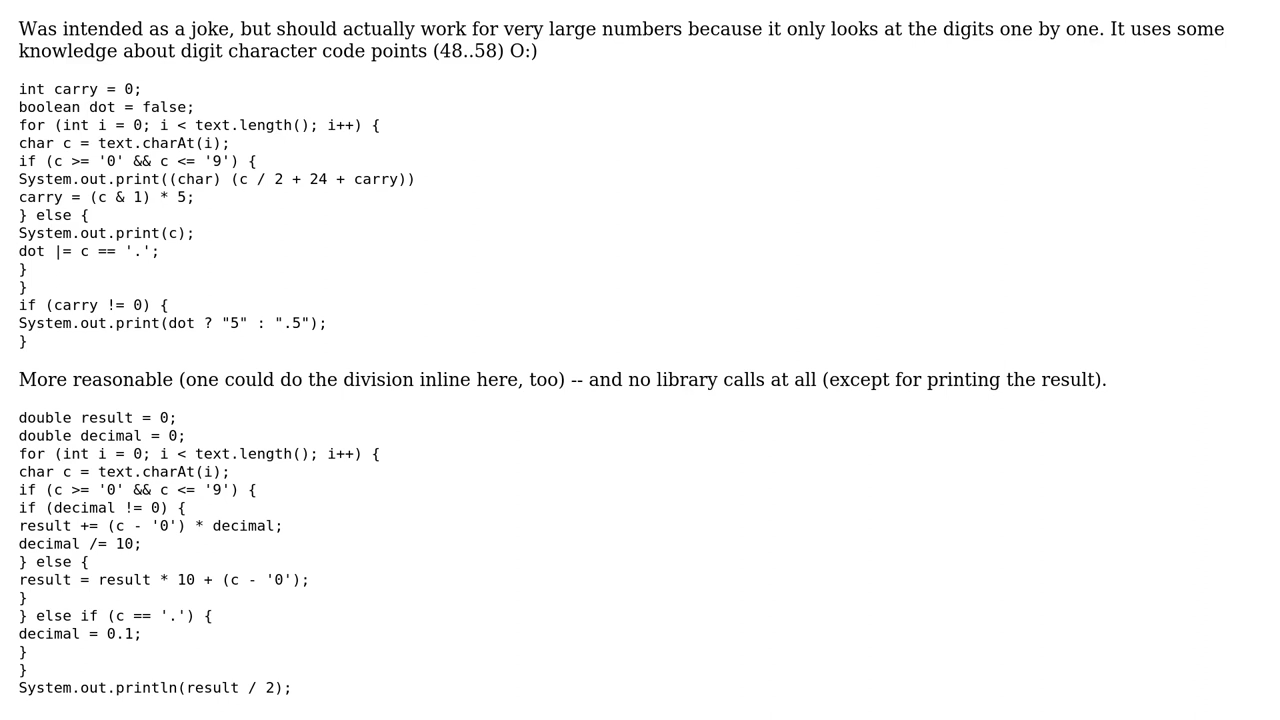 Was intended as a joke, but should actually work for very large numbers because it only looks at the digits one by one. It uses some
knowledge about digit character code points (48..58) O:)
int carry = 0;
boolean dot = false;
for (int i = 0; i < text.length(); i++) {
char c = text.charAt(i);
if (c >= '0' && c <= '9') {
System.out.print((char) (c / 2 + 24 + carry))
carry = (c & 1) * 5;
} else {
System.out.print(c);
dot |= c == '.';
}
}
if (carry != 0) {
System.out.print(dot ? "5" : ".5");
}
More reasonable (one could do the division inline here, too) -- and no library calls at all (except for printing the result).
double result = 0;
double decimal = 0;
for (int i = 0; i < text.length(); i++) {
char c = text.charAt(i);
if (c >= '0' && c <= '9') {
if (decimal != 0) {
result += (c - '0') * decimal;
decimal /= 10;
} else {
result = result * 10 + (c - '0');
}
} else if (c == '.') {
decimal = 0.1;
}
}
System.out.println(result / 2);